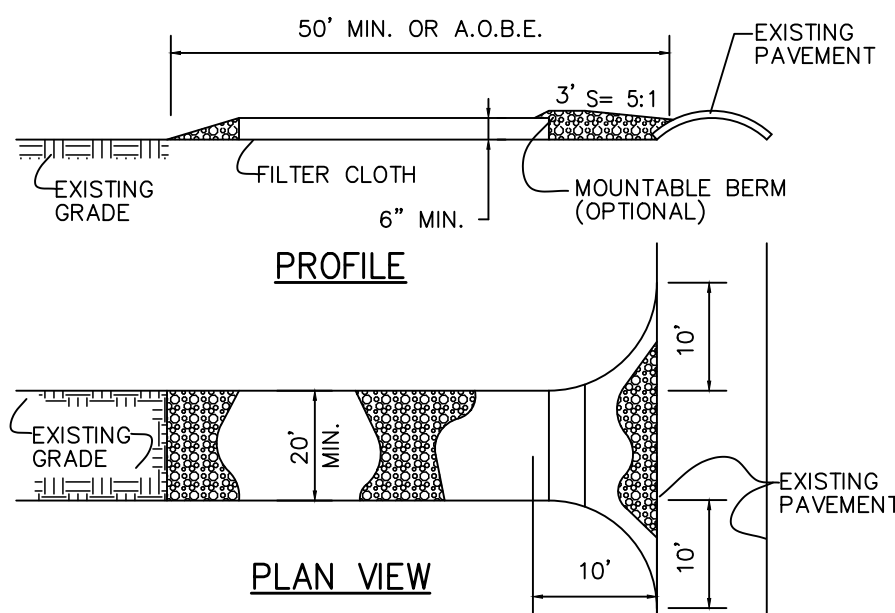 50' MIN. OR A.O.B.E.
EXISTING
PAVEMENT
3' S= 5:1
EXISTING
GRADE
FILTER CLOTH
MOUNTABLE BERM
(OPTIONAL)
6" MIN.
PROFILE
10'
EXISTING
GRADE
20'
MIN.
EXISTING
PAVEMENT
10'
10'
PLAN VIEW